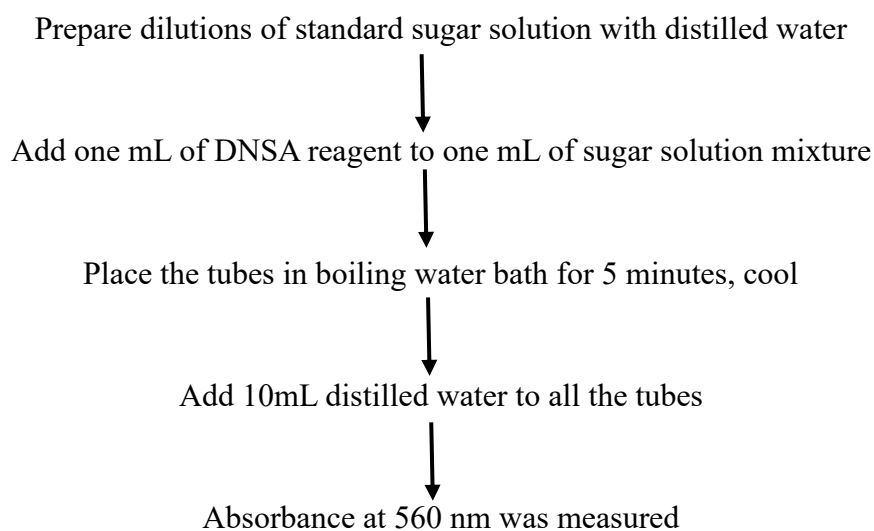 Prepare dilutions of standard sugar solution with distilled water
Add one mL of DNSA reagent to one mL of sugar solution mixture
Place the tubes in boiling water bath for 5 minutes, cool
Add 10mL distilled water to all the tubes
Absorbance at 560 nm was measured